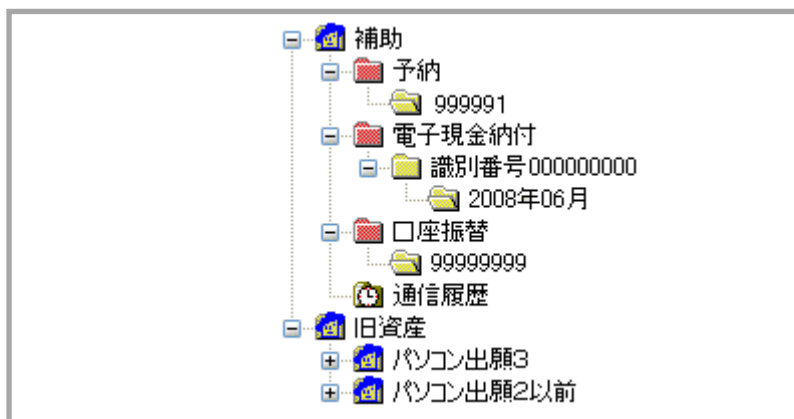 補助
予納
999991
電子現金納付
識別番号000000000
2008年06月
口座振替
99999999
通信履歴
旧資産
パソコン出願3
パソコン出願2以前